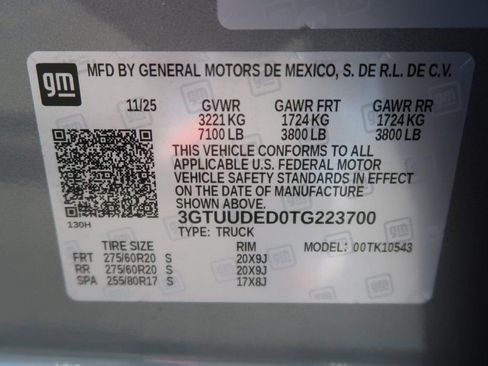 gm MFD BY GENERAL MOTORS DE MEXICO, S. DE R.L. DE C.V.
11/25 GVWR GAWR FRT GAWR RR
3221 KG 1724 KG 1724 KG
7100 LB 3800 LB 3800 LB
THIS VEHICLE CONFORMS TO ALL
APPLICABLE U.S. FEDERAL MOTOR
VEHICLE SAFETY STANDARDS IN EFFECT
ON THE DATE OF MANUFACTURE
SHOWN ABOVE.
130H 3GTUUDED0TG223700
TYPE: TRUCK MODEL: 00TK10543
TIRE SIZE RIM
FRT 275/60R20 S 20X9J
RR 275/60R20 S 20X9J
SPA 255/80R17 S 17X8J